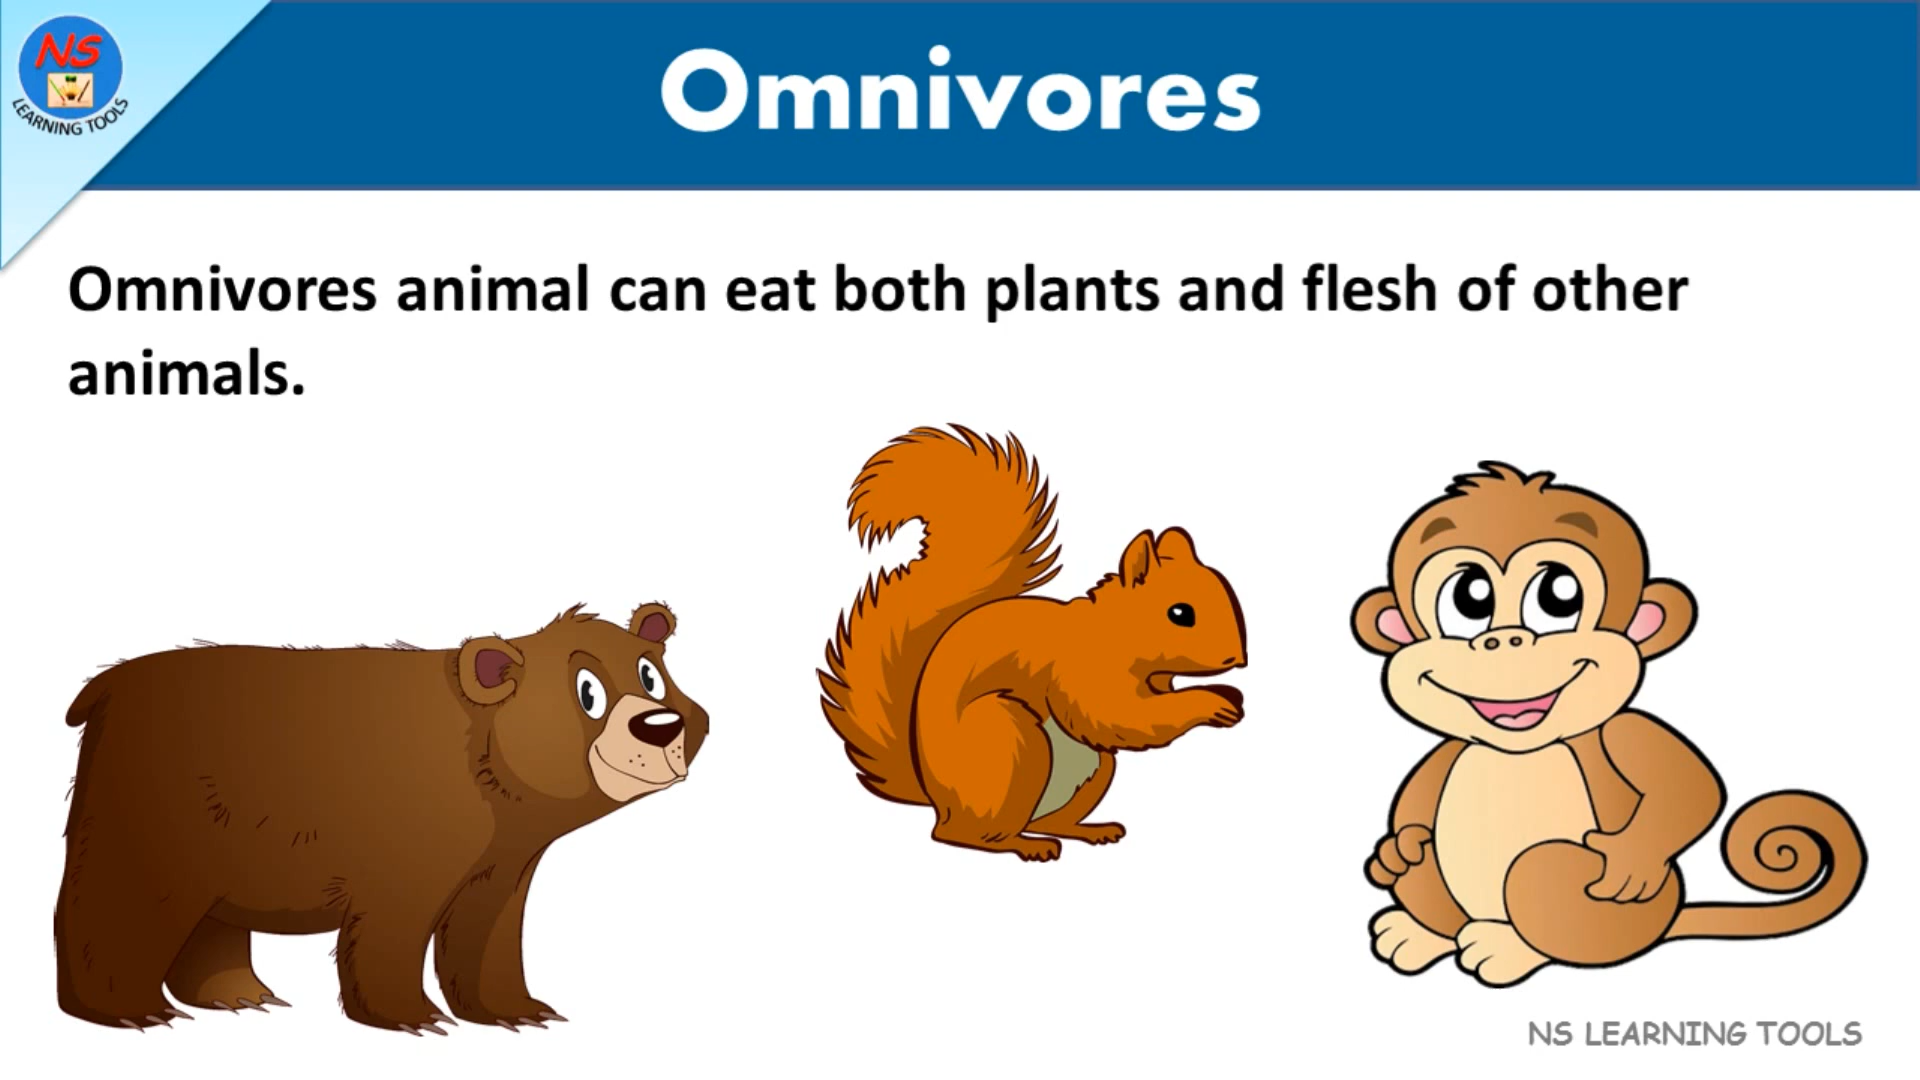 NS
LEARNING TOOLS
Omnivores
Omnivores animal can eat both plants and flesh of other
animals.
NS LEARNING TOOLS